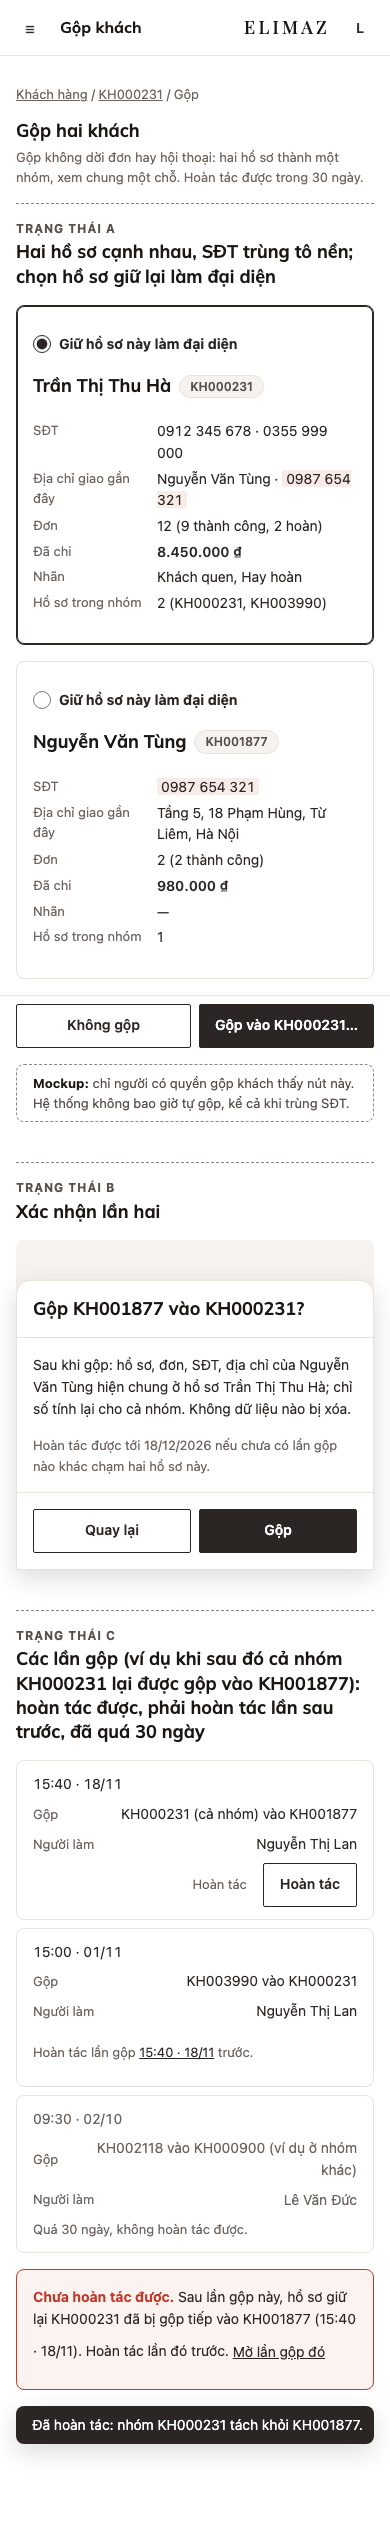 ≡ Gộp khách ELIMAZ L
Khách hàng / KH000231 / Gộp
Gộp hai khách
Gộp không dời đơn hay hội thoại: hai hồ sơ thành một
nhóm, xem chung một chỗ. Hoàn tác được trong 30 ngày.
TRẠNG THÁI A
Hai hồ sơ cạnh nhau, SĐT trùng tô nền;
chọn hồ sơ giữ lại làm đại diện
Giữ hồ sơ này làm đại diện
Trần Thị Thu Hà KH000231
SĐT 0912 345 678 · 0355 999
000
Địa chỉ giao gần Nguyễn Văn Tùng · 0987 654
đây 321
Đơn 12 (9 thành công, 2 hoàn)
Đã chi 8.450.000 ₫
Nhãn Khách quen, Hay hoàn
Hồ sơ trong nhóm 2 (KH000231, KH003990)
Giữ hồ sơ này làm đại diện
Nguyễn Văn Tùng KH001877
SĐT 0987 654 321
Địa chỉ giao gần Tầng 5, 18 Phạm Hùng, Từ
đây Liêm, Hà Nội
Đơn 2 (2 thành công)
Đã chi 980.000 ₫
Nhãn —
Hồ sơ trong nhóm 1
Không gộp Gộp vào KH000231...
Mockup: chỉ người có quyền gộp khách thấy nút này.
Hệ thống không bao giờ tự gộp, kể cả khi trùng SĐT.
TRẠNG THÁI B
Xác nhận lần hai
Gộp KH001877 vào KH000231?
Sau khi gộp: hồ sơ, đơn, SĐT, địa chỉ của Nguyễn
Văn Tùng hiện chung ở hồ sơ Trần Thị Thu Hà; chỉ
số tính lại cho cả nhóm. Không dữ liệu nào bị xóa.
Hoàn tác được tới 18/12/2026 nếu chưa có lần gộp
nào khác chạm hai hồ sơ này.
Quay lại Gộp
TRẠNG THÁI C
Các lần gộp (ví dụ khi sau đó cả nhóm
KH000231 lại được gộp vào KH001877):
hoàn tác được, phải hoàn tác lần sau
trước, đã quá 30 ngày
15:40 · 18/11
Gộp KH000231 (cả nhóm) vào KH001877
Người làm Nguyễn Thị Lan
Hoàn tác Hoàn tác
15:00 · 01/11
Gộp KH003990 vào KH000231
Người làm Nguyễn Thị Lan
Hoàn tác lần gộp 15:40 · 18/11 trước.
09:30 · 02/10
Gộp KH002118 vào KH000900 (ví dụ ở nhóm
khác)
Người làm Lê Văn Đức
Quá 30 ngày, không hoàn tác được.
Chưa hoàn tác được. Sau lần gộp này, hồ sơ giữ
lại KH000231 đã bị gộp tiếp vào KH001877 (15:40
· 18/11). Hoàn tác lần đó trước. Mở lần gộp đó
Đã hoàn tác: nhóm KH000231 tách khỏi KH001877.